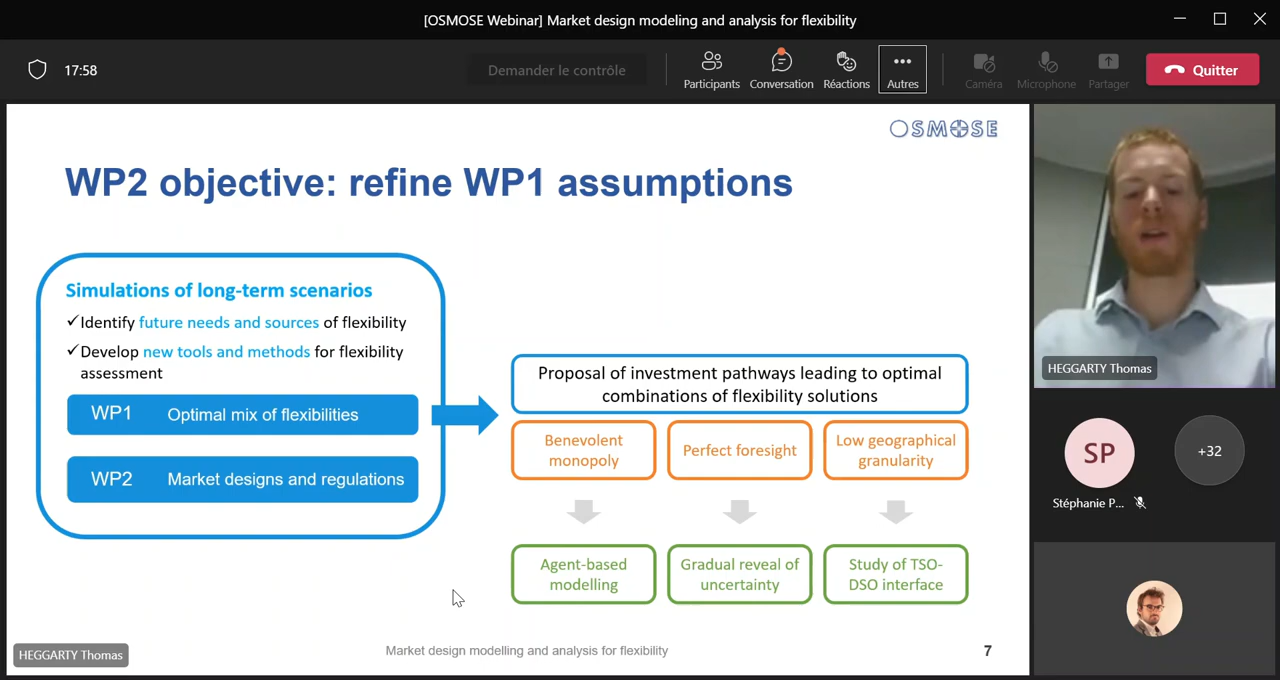 [OSMOSE Webinar] Market design modeling and analysis for flexibility
17:58
Demander le contrôle
Participants
Conversation
Réactions
Autres
Caméra
Microphone
Partager
Quitter
OSMOSE
WP2 objective: refine WP1 assumptions
Simulations of long-term scenarios
✓Identify future needs and sources of flexibility
✓Develop new tools and methods for flexibility
assessment
WP1 Optimal mix of flexibilities
WP2 Market designs and regulations
Proposal of investment pathways leading to optimal
combinations of flexibility solutions
Benevolent
monopoly
Perfect foresight
Low geographical
granularity
Agent-based
modelling
Gradual reveal of
uncertainty
Study of TSO-
DSO interface
HEGGARTY Thomas
Market design modelling and analysis for flexibility
7
HEGGARTY Thomas
SP
+32
Stéphanie P...